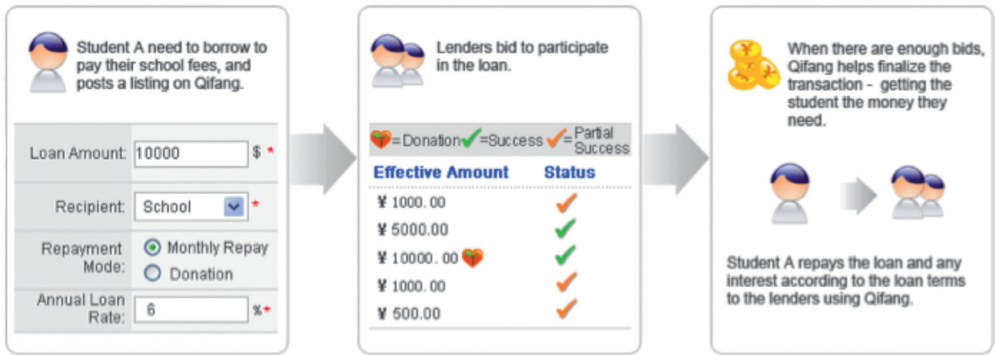 Student A need to borrow to
pay their school fees, and
posts a listing on Qifang.
Loan Amount: 10000 $ *
Recipient: School *
Repayment
Mode:
Monthly Repay
Donation
Annual Loan
Rate:
6 %*
Lenders bid to participate
in the loan.
=Donation =Success = Partial
Success
Effective Amount Status
¥ 1000.00
¥ 5000.00
¥ 10000.00
¥ 1000.00
¥ 500.00
When there are enough bids,
Qifang helps finalize the
transaction - getting the
student the money they
need.
Student A repays the loan and any
interest according to the loan terms
to the lenders using Qifang.